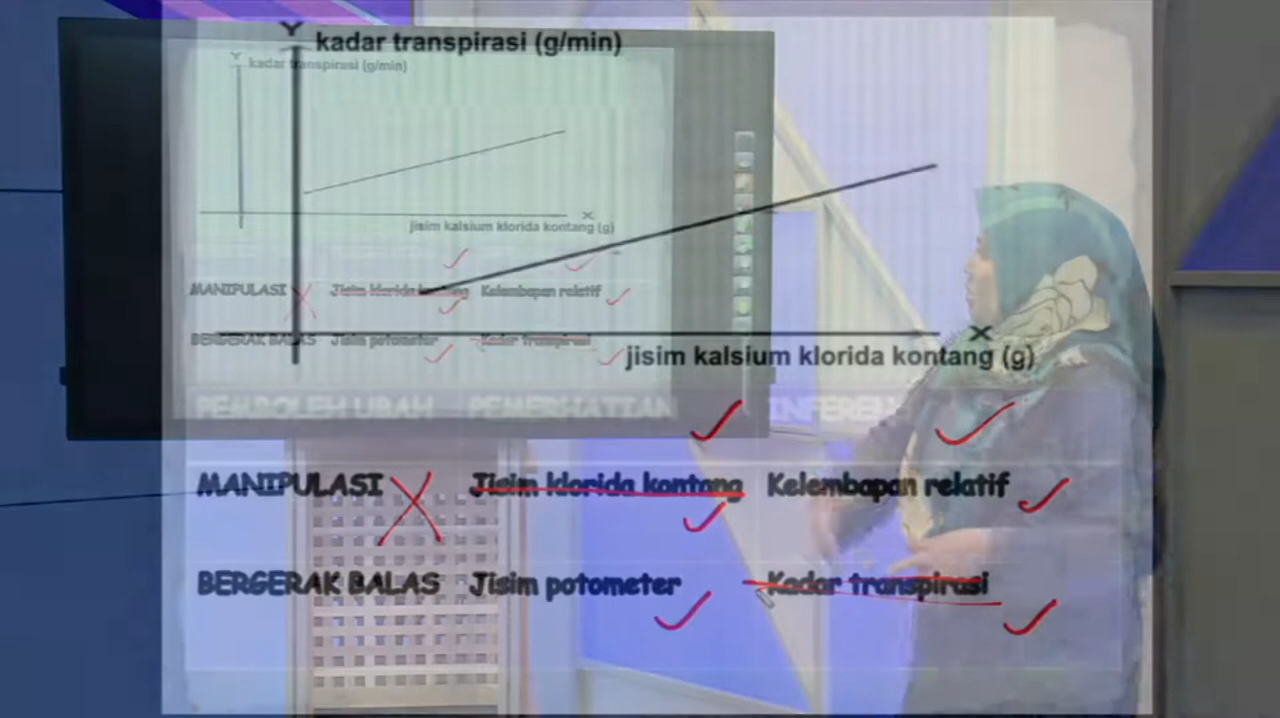 Y
kadar transpirasi (g/min)
Y
kadar transpirasi (g/min)
X
jisim kalsium klorida kontang (g)
MANIPULASI Jisim klorida kontang Kelembapan relatif
BERGERAK BALAS Jisim potometer Kadar transpirasi
X
jisim kalsium klorida kontang (g)
PEMBOLEH UBAH PEMERHATIAN
MANIPULASI Jisim klorida kontang Kelembapan relatif
BERGERAK BALAS Jisim potometer Kadar transpirasi